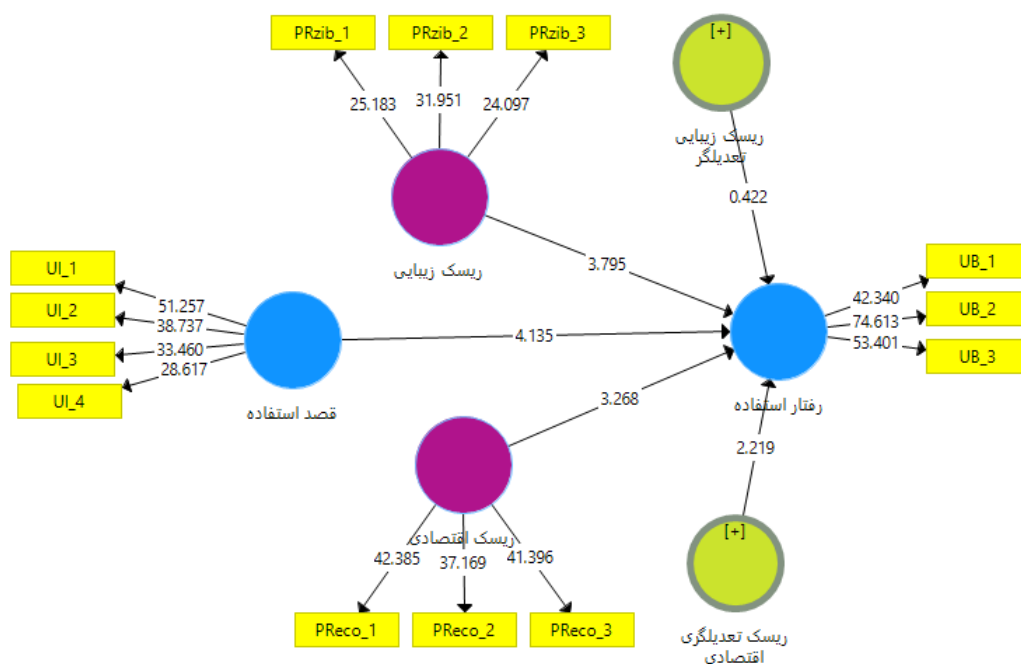 PRzib_1
PRzib_2
PRzib_3
[+]
25.183
31.951
24.097
ریسک زیبایی
تعدیلگر
0.422
ریسک زیبایی
3.795
UI_1
UI_2
UI_3
UI_4
51.257
38.737
33.460
28.617
قصد استفاده
4.135
UB_1
UB_2
UB_3
42.340
74.613
53.401
رفتار استفاده
3.268
2.219
ریسک اقتصادی
42.385
37.169
41.396
[+]
PReco_1
PReco_2
PReco_3
ریسک تعدیلگری
اقتصادی